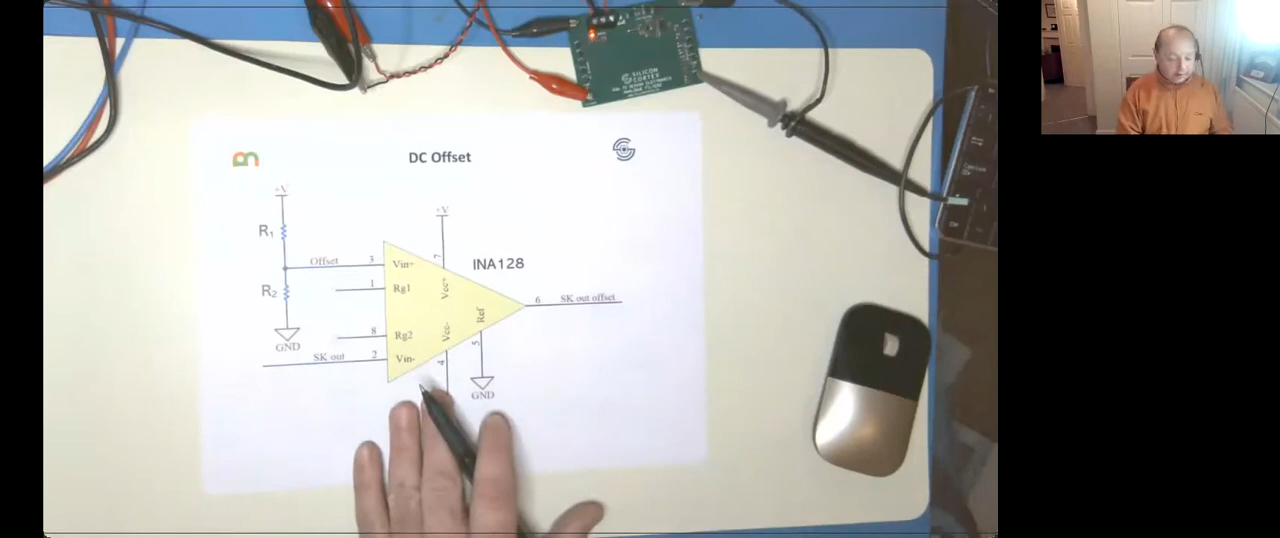 SILICON
CORTEX
DC Offset
+V
+V
R1
Offset 3 Vin+
7
INA128
Vcc+
R2
1 Rg1
6 SK out offset
Ref
8 Rg2
Vcc-
GND
5
SK out 2 Vin-
4
GND